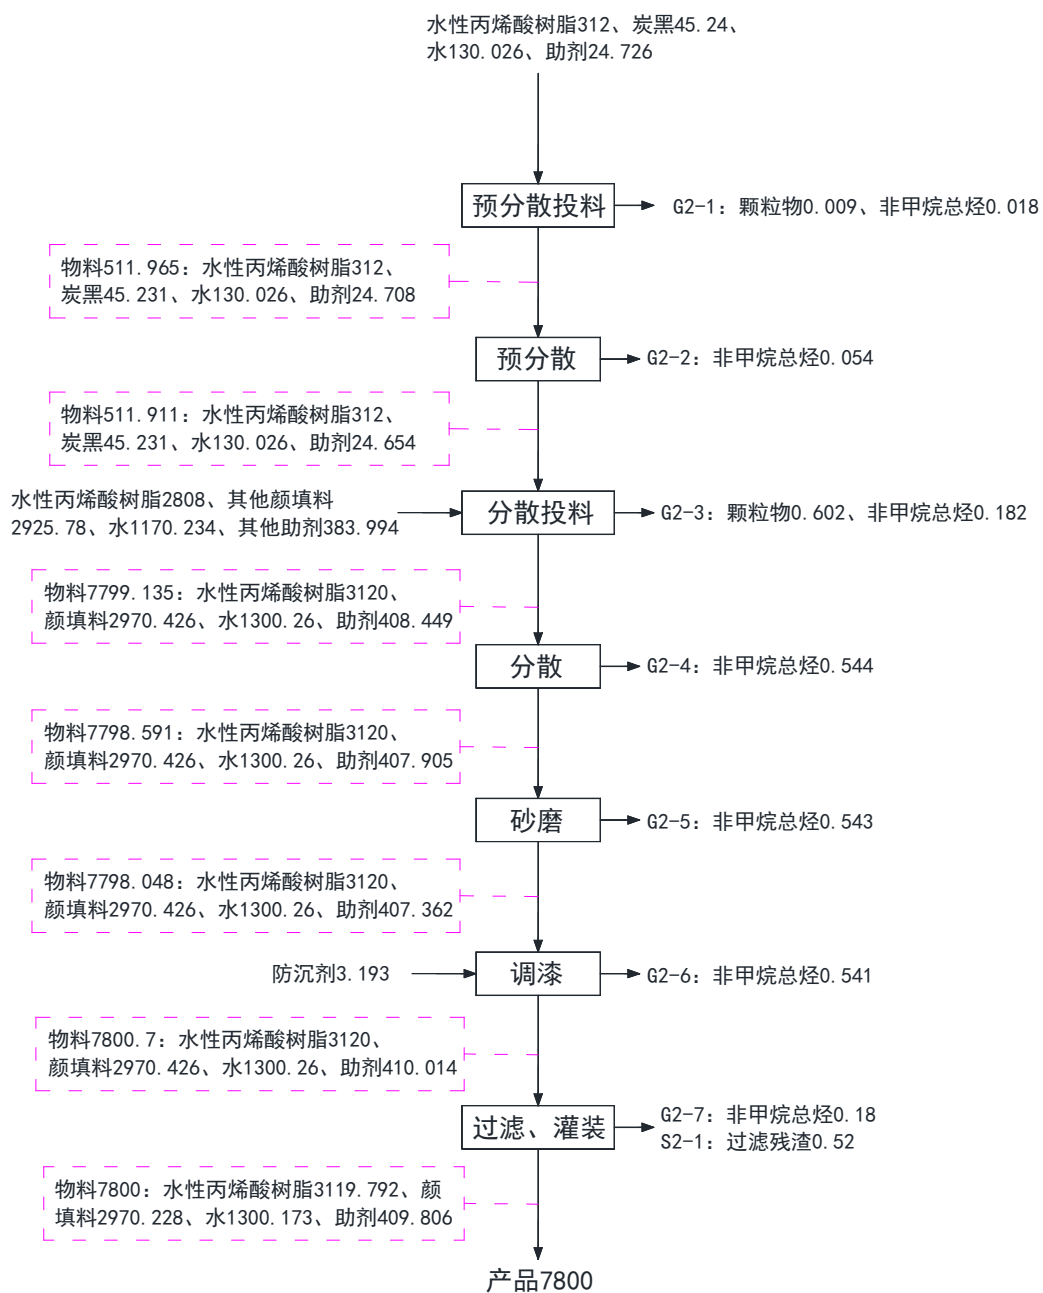 水性丙烯酸树脂312、炭黑45.24、
水130.026、助剂24.726
预分散投料
G2-1：颗粒物0.009、非甲烷总烃0.018
物料511.965：水性丙烯酸树脂312、
炭黑45.231、水130.026、助剂24.708
预分散
G2-2：非甲烷总烃0.054
物料511.911：水性丙烯酸树脂312、
炭黑45.231、水130.026、助剂24.654
水性丙烯酸树脂2808、其他颜填料
2925.78、水1170.234、其他助剂383.994
分散投料
G2-3：颗粒物0.602、非甲烷总烃0.182
物料7799.135：水性丙烯酸树脂3120、
颜填料2970.426、水1300.26、助剂408.449
分散
G2-4：非甲烷总烃0.544
物料7798.591：水性丙烯酸树脂3120、
颜填料2970.426、水1300.26、助剂407.905
砂磨
G2-5：非甲烷总烃0.543
物料7798.048：水性丙烯酸树脂3120、
颜填料2970.426、水1300.26、助剂407.362
防沉剂3.193
调漆
G2-6：非甲烷总烃0.541
物料7800.7：水性丙烯酸树脂3120、
颜填料2970.426、水1300.26、助剂410.014
过滤、灌装
G2-7：非甲烷总烃0.18
S2-1：过滤残渣0.52
物料7800：水性丙烯酸树脂3119.792、颜
填料2970.228、水1300.173、助剂409.806
产品7800